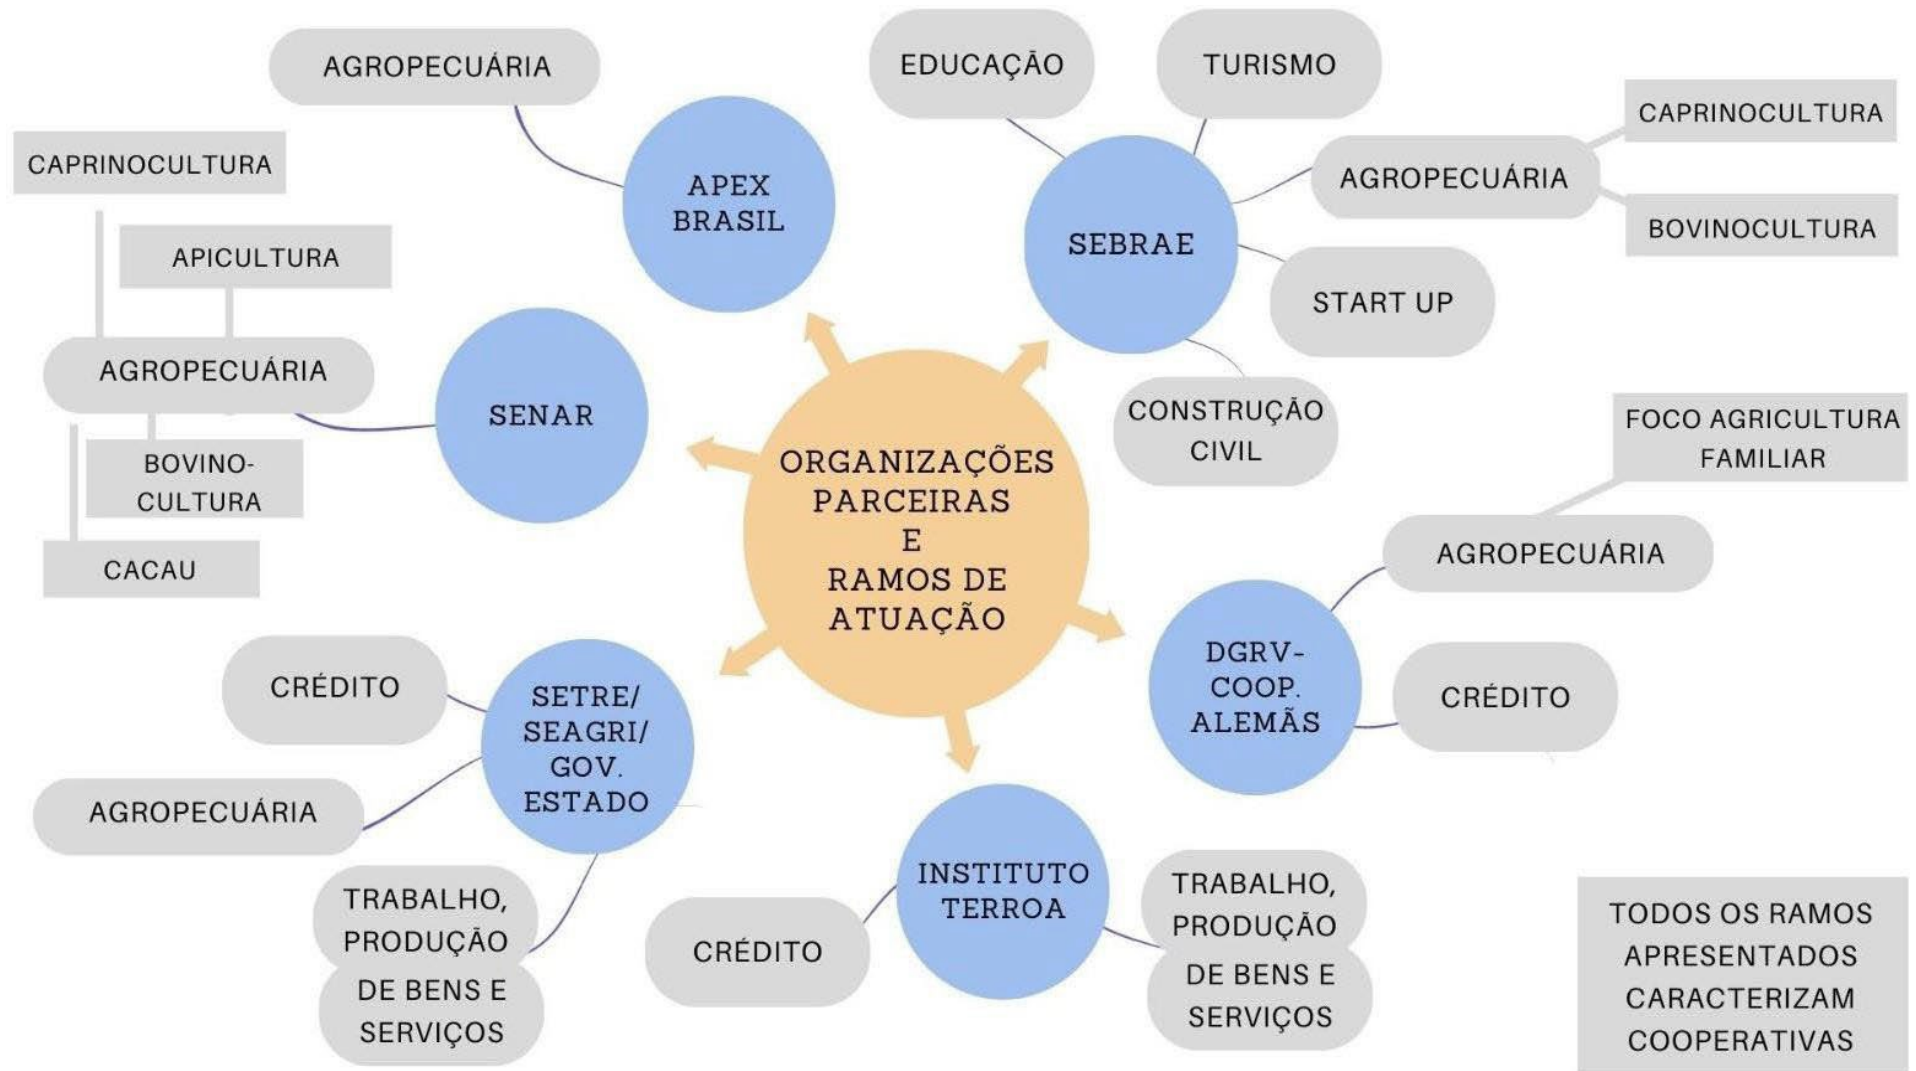 AGROPECUÁRIA
CAPRINOCULTURA
APICULTURA
AGROPECUÁRIA
BOVINO-
CULTURA
CACAU
APEX
BRASIL
SENAR
EDUCAÇÃO
TURISMO
SEBRAE
AGROPECUÁRIA
CAPRINOCULTURA
BOVINOCULTURA
START UP
CONSTRUÇÃO
CIVIL
ORGANIZAÇÕES
PARCEIRAS
E
RAMOS DE
ATUAÇÃO
FOCO AGRICULTURA
FAMILIAR
AGROPECUÁRIA
DGRV-
COOP.
ALEMÃS
CRÉDITO
CRÉDITO
SETRE/
SEAGRI/
GOV.
ESTADO
AGROPECUÁRIA
TRABALHO,
PRODUÇÃO
DE BENS E
SERVIÇOS
INSTITUTO
TERROA
CRÉDITO
TRABALHO,
PRODUÇÃO
DE BENS E
SERVIÇOS
TODOS OS RAMOS
APRESENTADOS
CARACTERIZAM
COOPERATIVAS